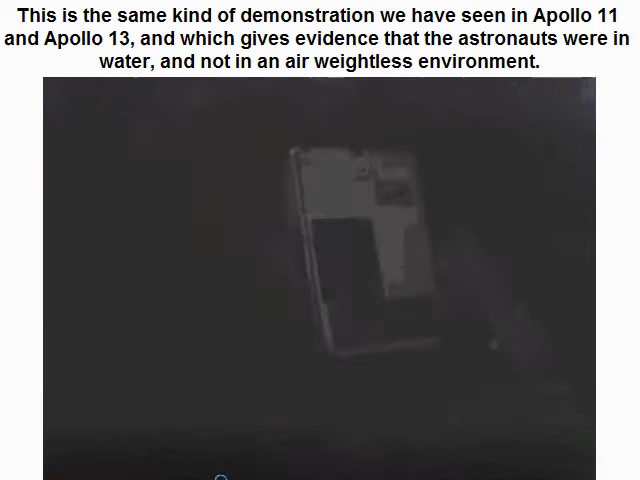 This is the same kind of demonstration we have seen in Apollo 11
and Apollo 13, and which gives evidence that the astronauts were in
water, and not in an air weightless environment.